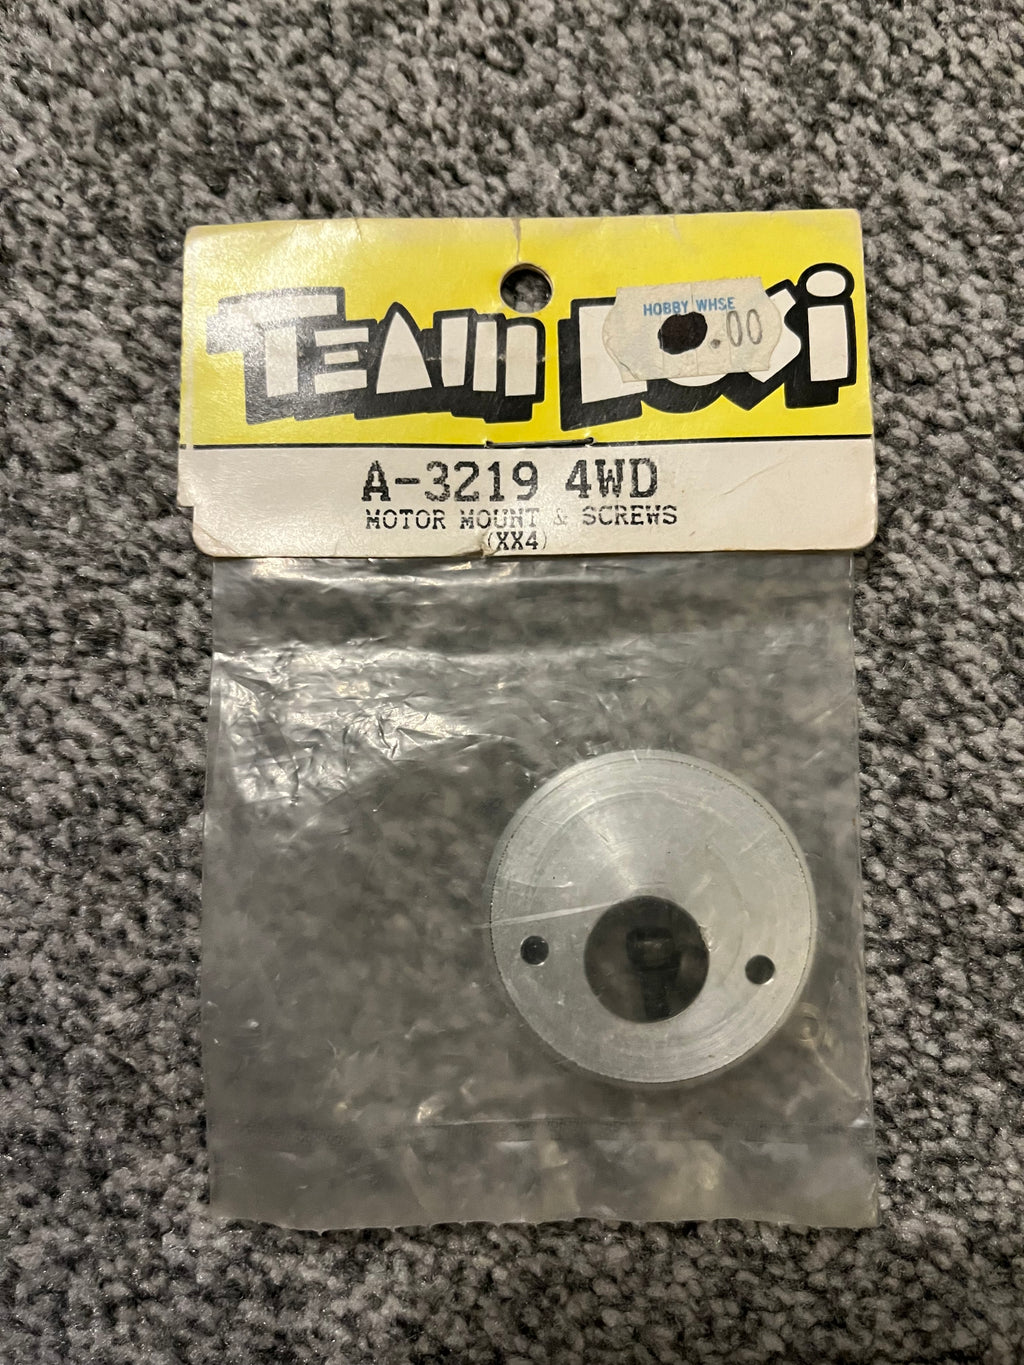 TEAM LOSi
HOBBY WHSE
.00
A-3219 4WD
MOTOR MOUNT & SCREWS
(XX4)